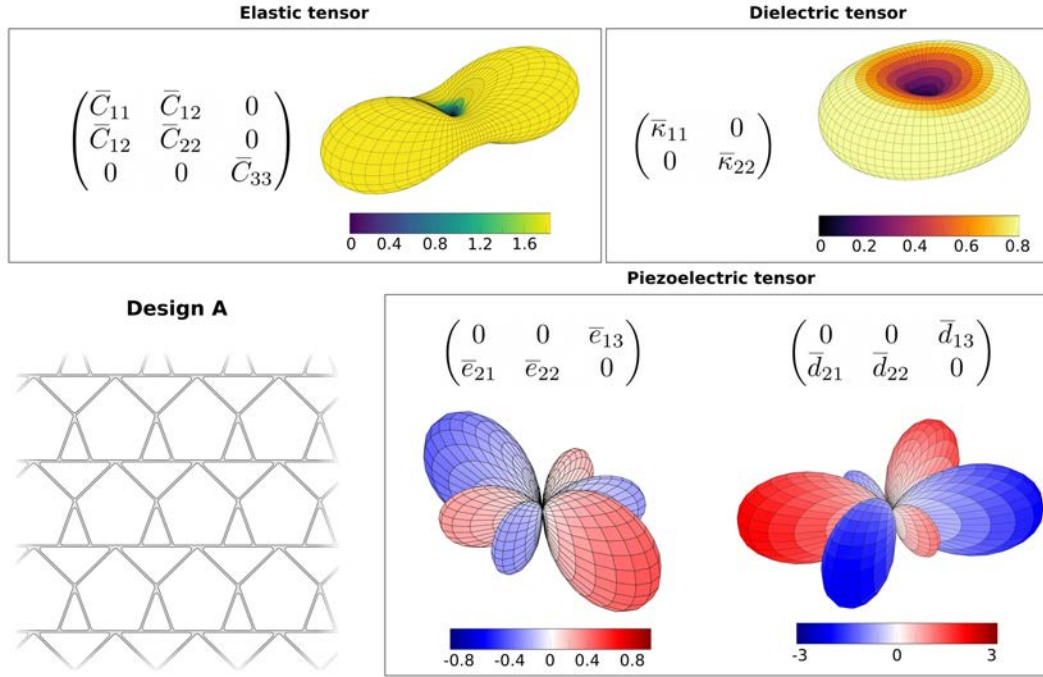 Elastic tensor
Dielectric tensor
C̅₁₁ C̅₁₂ 0
C̅₁₂ C̅₂₂ 0
0 0 C̅₃₃
0 0.4 0.8 1.2 1.6
κ̅₁₁ 0
0 κ̅₂₂
0 0.2 0.4 0.6 0.8
Design A
Piezoelectric tensor
0 0 e̅₁₃
e̅₂₁ e̅₂₂ 0
-0.8 -0.4 0 0.4 0.8
0 0 d̅₁₃
d̅₂₁ d̅₂₂ 0
-3 0 3